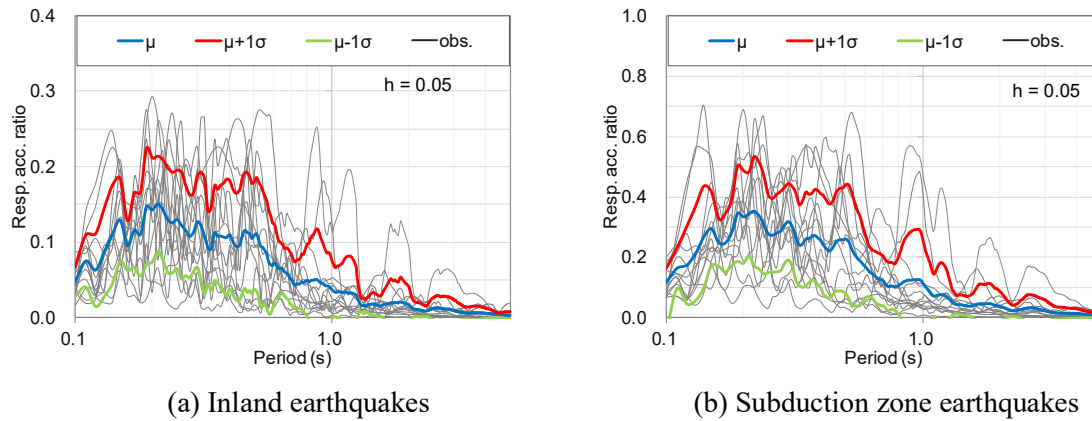 0.4
μ μ+1σ μ-1σ obs.
h = 0.05
0.3
0.2
0.1
0.0
Resp. acc. ratio
0.1 1.0
Period (s)
(a) Inland earthquakes
1.0
μ μ+1σ μ-1σ obs.
0.8
h = 0.05
0.6
0.4
0.2
0.0
Resp. acc. ratio
0.1 1.0
Period (s)
(b) Subduction zone earthquakes